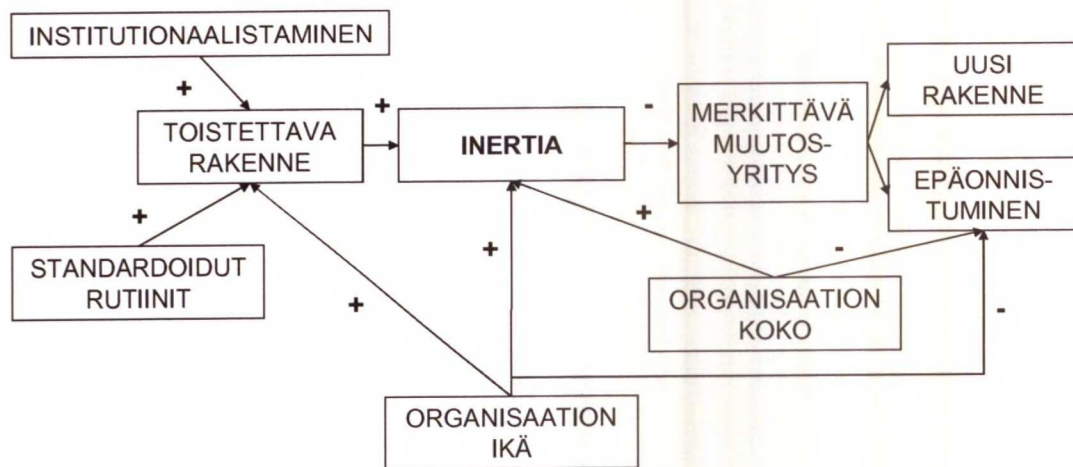 INSTITUTIONAALISTAMINEN
+
TOISTETTAVA
RAKENNE
+
INERTIA
-
MERKITTÄVÄ
MUUTOS-
YRITYS
UUSI
RAKENNE
EPÄONNIS-
TUMINEN
+
STANDARDOIDUT
RUTIINIT
+
+
+
-
ORGANISAATION
KOKO
-
ORGANISAATION
IKÄ